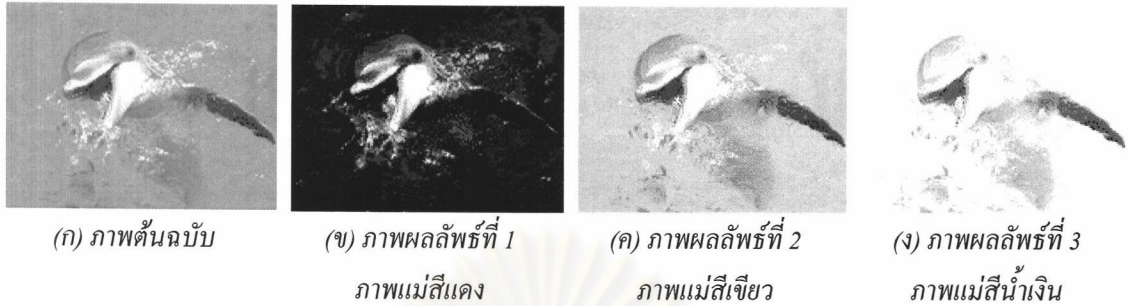 (ก) ภาพต้นฉบับ (ข) ภาพผลลัพธ์ที่ 1 (ค) ภาพผลลัพธ์ที่ 2 (ง) ภาพผลลัพธ์ที่ 3
ภาพแม่สีแดง ภาพแม่สีเขียว ภาพแม่สีน้ำเงิน